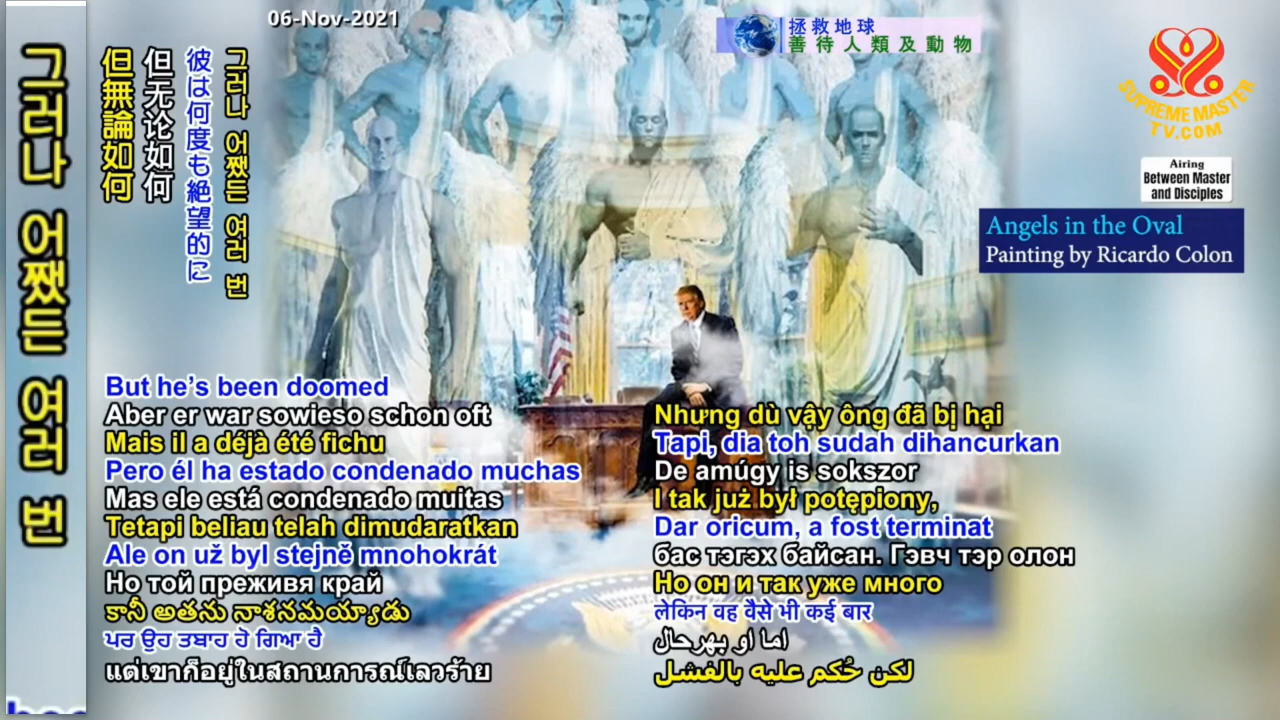 06-Nov-2021
拯救地球
善待人類及動物
SUPREME MASTER
TV.COM
Airing
Between Master
and Disciples
Angels in the Oval
Painting by Ricardo Colon
그러나 어쨌든 여러 번
但無論如何
但无论如何
彼は何度も絶望的に
그러나 어쨌든 여러 번
But he's been doomed
Aber er war sowieso schon oft
Mais il a déjà été fichu
Pero él ha estado condenado muchas
Mas ele está condenado muitas
Tetapi beliau telah dimudaratkan
Ale on už byl stejně mnohokrát
Но той преживя край
కానీ అతను నాశనమయ్యాడు
ਪਰ ਉਹ ਤਬਾਹ ਹੋ ਗਿਆ ਹੈ
แต่เขาก็อยู่ในสถานการณ์เลวร้าย
Nhưng dù vậy ông đã bị hại
Tapi, dia toh sudah dihancurkan
De amúgy is sokszor
I tak już był potępiony,
Dar oricum, a fost terminat
бас тэгэх байсан. Гэвч тэр олон
Но он и так уже много
लेकिन वह वैसे भी कई बार
اما او بهرحال
لكن حُكم عليه بالفشل